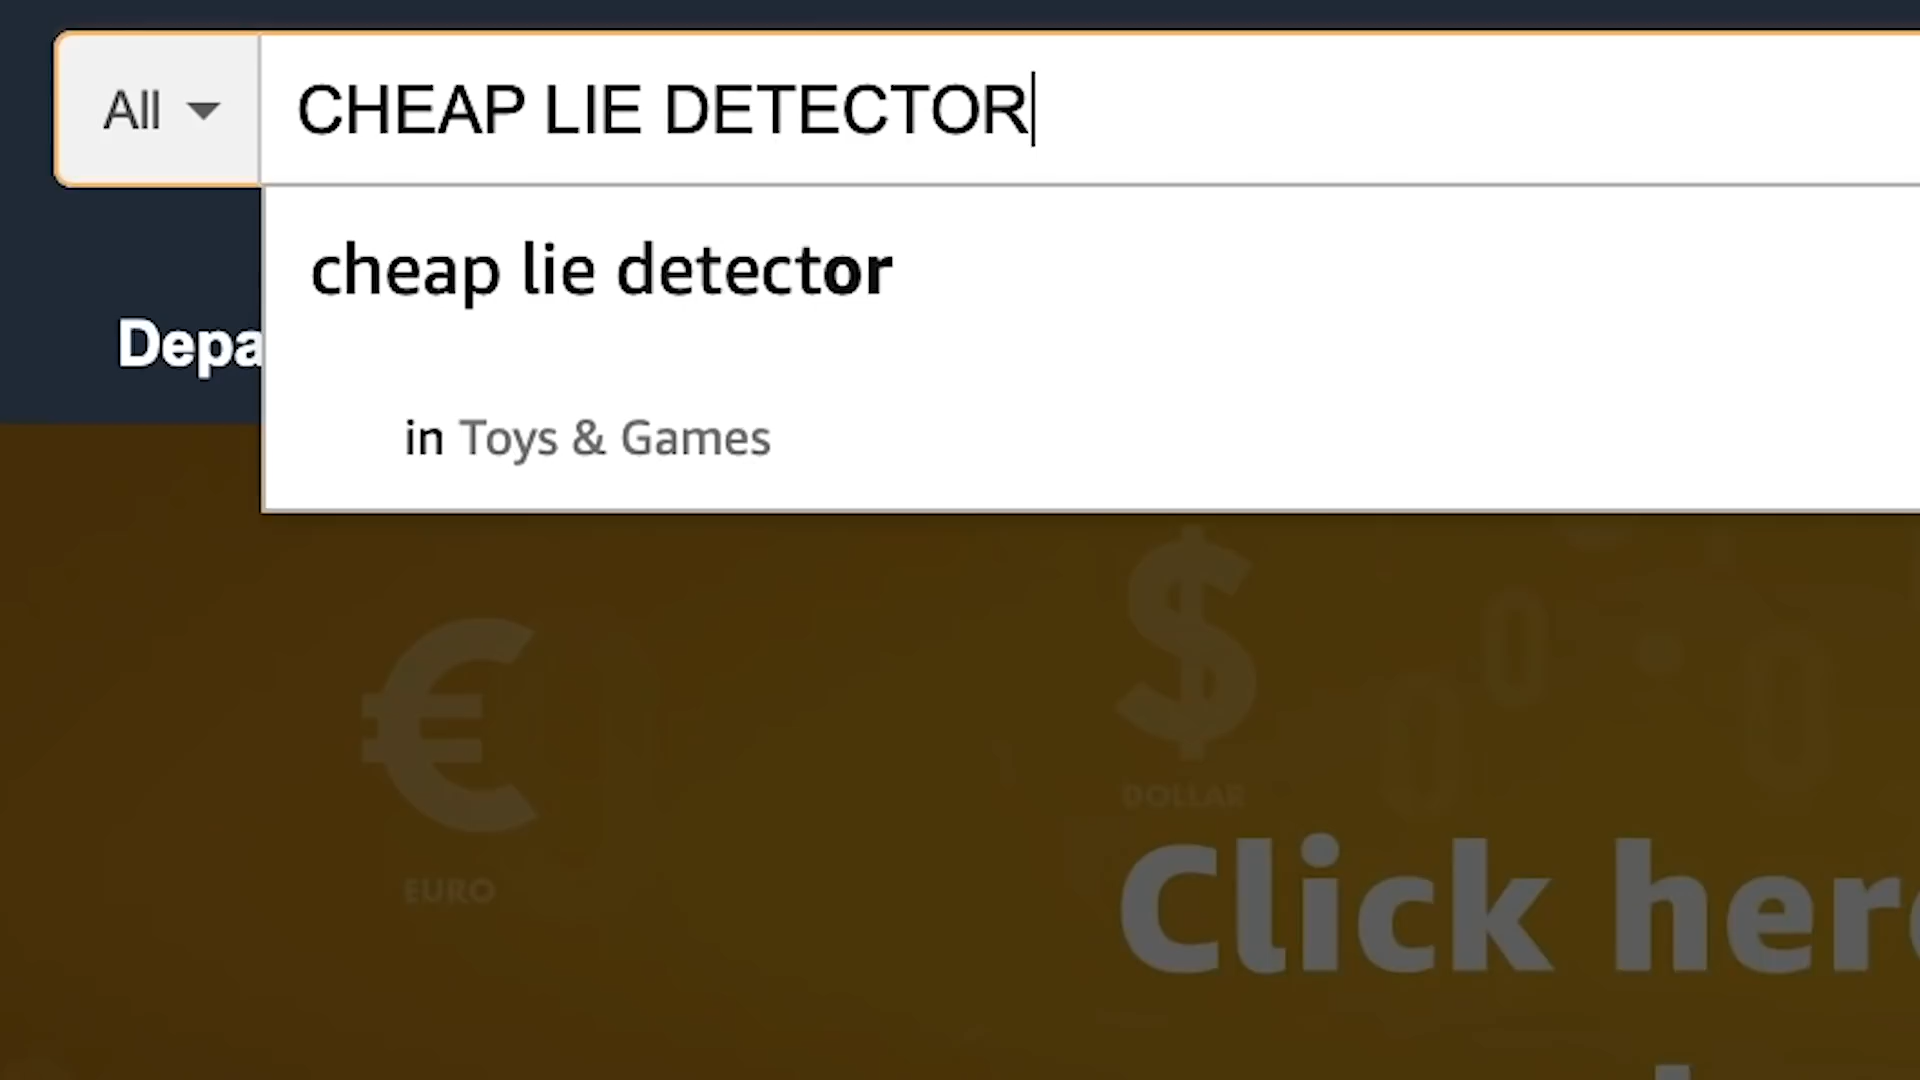 All
CHEAP LIE DETECTOR
cheap lie detector
Depa
in Toys & Games
€
$
DOLLAR
EURO
Click here